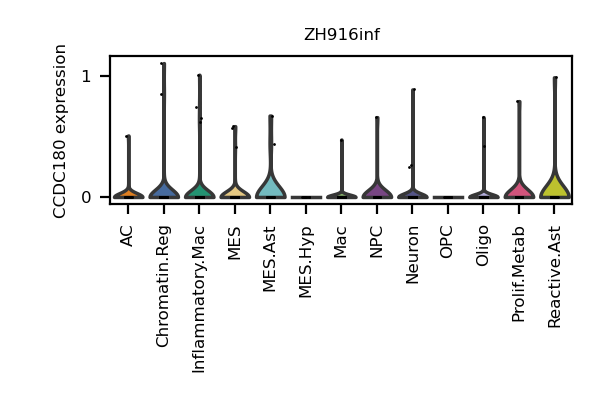 ZH916inf
CCDC180 expression
1
0
AC
Chromatin.Reg
Inflammatory.Mac
MES
MES.Ast
MES.Hyp
Mac
NPC
Neuron
OPC
Oligo
Prolif.Metab
Reactive.Ast